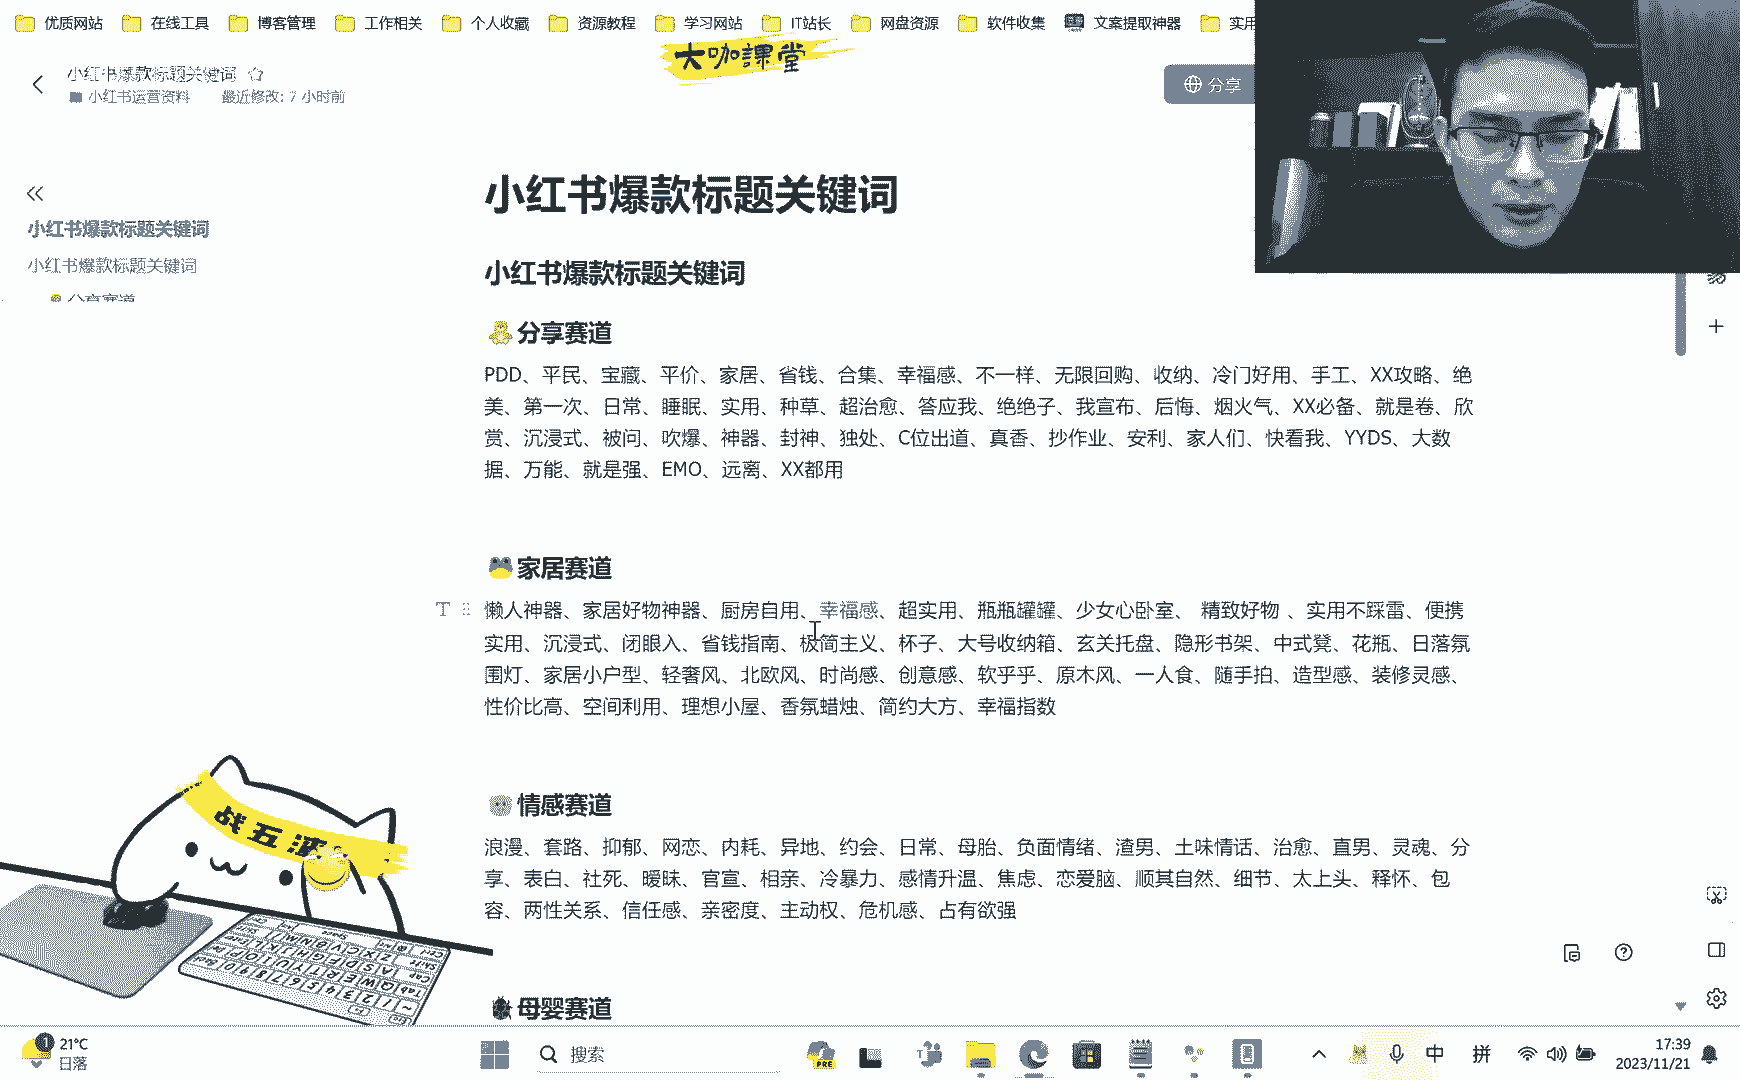 优质网站 在线工具 博客管理 工作相关 个人收藏 资源教程 学习网站 IT站长 网盘资源 软件收集 文案提取神器 实用
大咖課堂
小红书爆款标题关键词
小红书运营资料 最近修改: 7 小时前
分享
小红书爆款标题关键词
小红书爆款标题关键词
小红书爆款标题关键词
小红书爆款标题关键词
分享赛道
分享赛道
PDD、平民、宝藏、平价、家居、省钱、合集、幸福感、不一样、无限回购、收纳、冷门好用、手工、XX攻略、绝
美、第一次、日常、睡眠、实用、种草、超治愈、答应我、绝绝子、我宣布、后悔、烟火气、XX必备、就是卷、欣
赏、沉浸式、被问、吹爆、神器、封神、独处、C位出道、真香、抄作业、安利、家人们、快看我、YYDS、大数
据、万能、就是强、EMO、远离、XX都用
家居赛道
懒人神器、家居好物神器、厨房自用、幸福感、超实用、瓶瓶罐罐、少女心卧室、 精致好物 、实用不踩雷、便携
实用、沉浸式、闭眼入、省钱指南、极简主义、杯子、大号收纳箱、玄关托盘、隐形书架、中式凳、花瓶、日落氛
围灯、家居小户型、轻奢风、北欧风、时尚感、创意感、软乎乎、原木风、一人食、随手拍、造型感、装修灵感、
性价比高、空间利用、理想小屋、香氛蜡烛、简约大方、幸福指数
情感赛道
浪漫、套路、抑郁、网恋、内耗、异地、约会、日常、母胎、负面情绪、渣男、土味情话、治愈、直男、灵魂、分
享、表白、社死、暧昧、官宣、相亲、冷暴力、感情升温、焦虑、恋爱脑、顺其自然、细节、太上头、释怀、包
容、两性关系、信任感、亲密度、主动权、危机感、占有欲强
母婴赛道
战五渣
21°C
日落
搜索
PRE
中 拼
17:39
2023/11/21